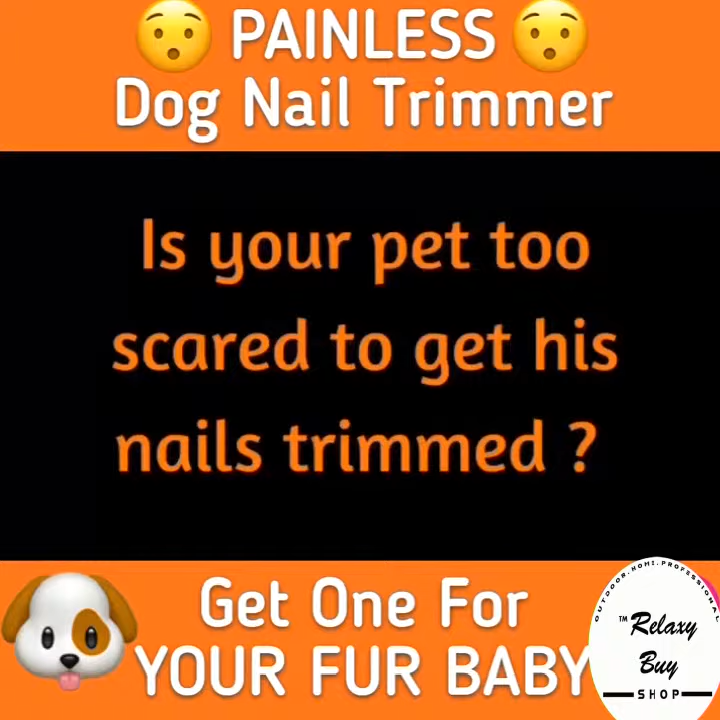 PAINLESS
Dog Nail Trimmer
Is your pet too
scared to get his
nails trimmed ?
Get One For
YOUR FUR BABY
OUTDOOR.HOMI.PROFESSIONAL
™ Relaxy
Buy
SHOP